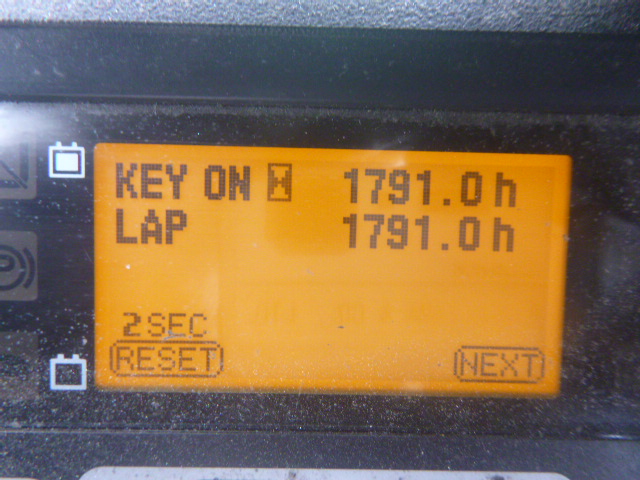 KEY ON 1791.0h
LAP 1791.0h
2SEC
RESET NEXT